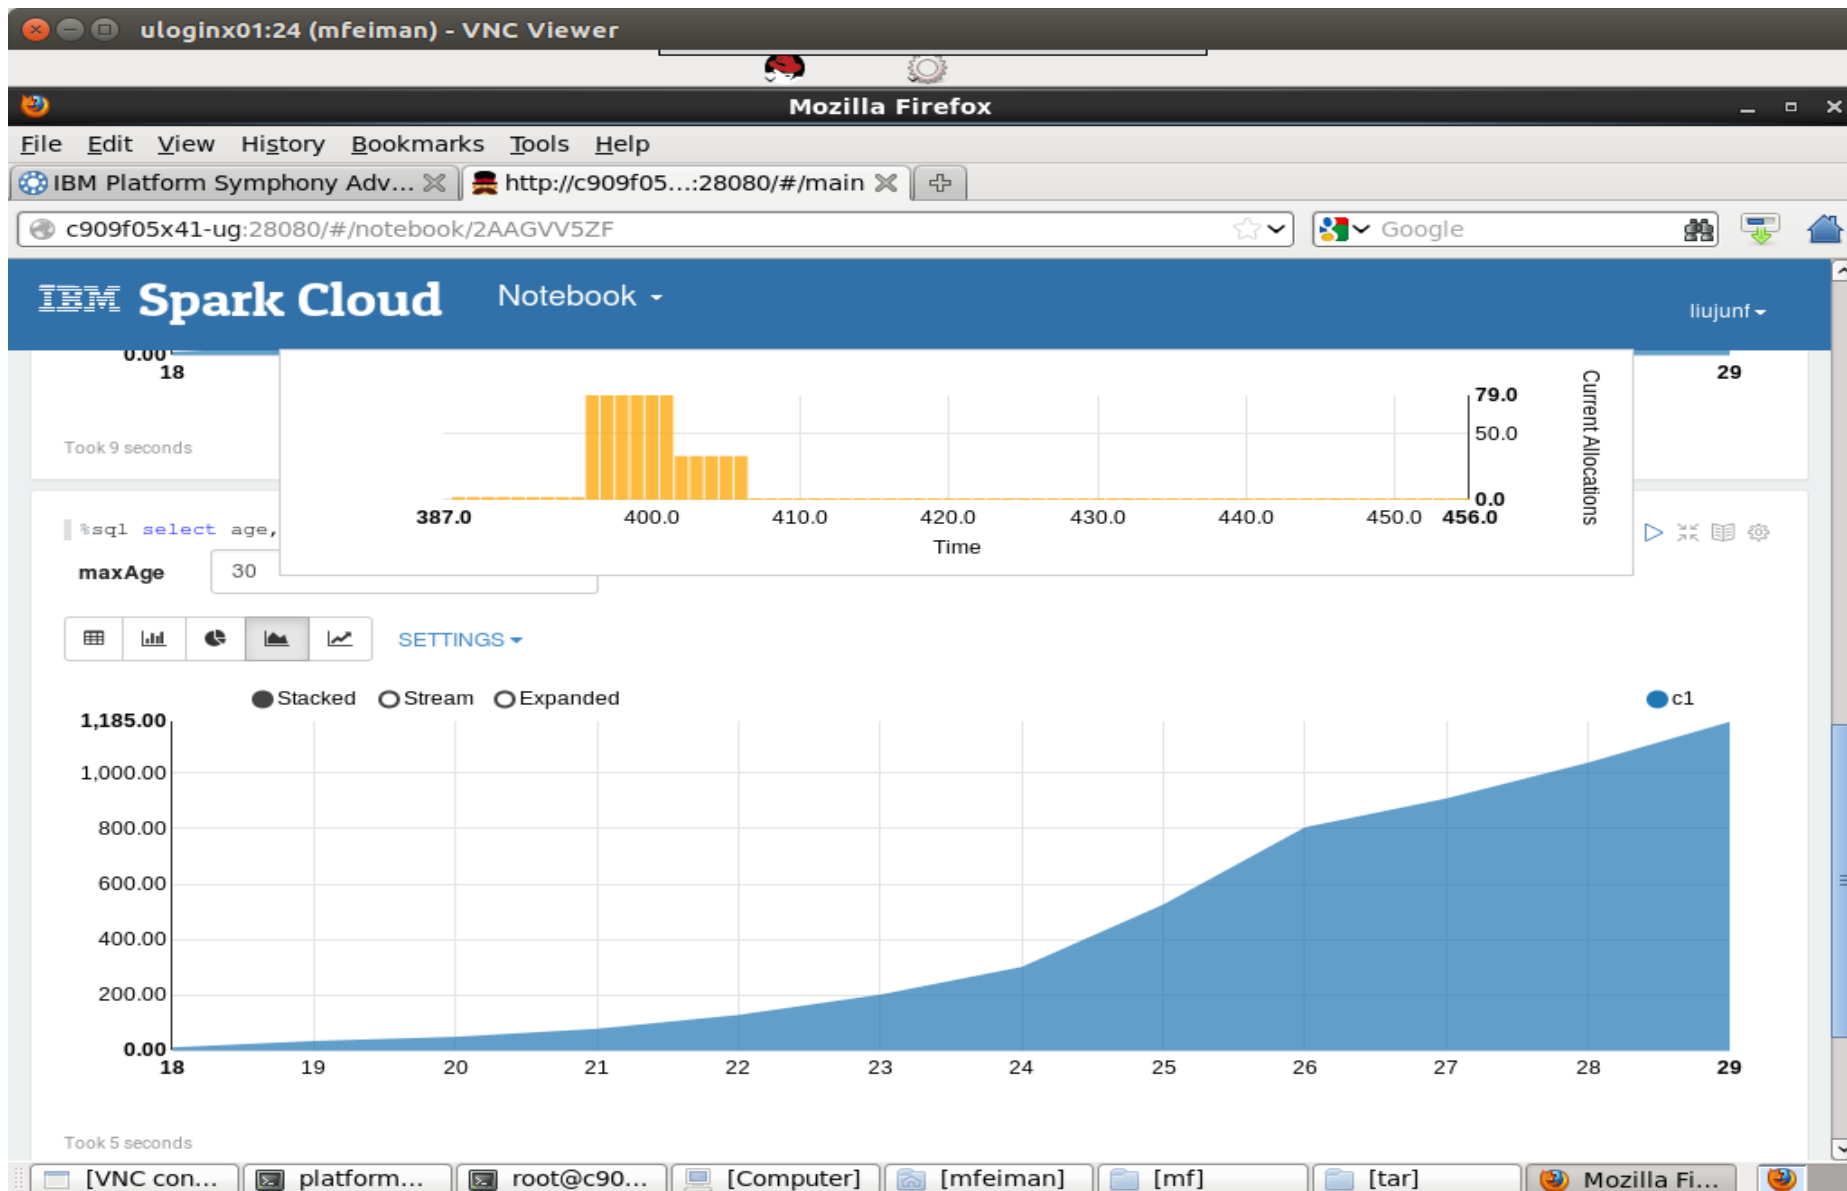 uloginx01:24 (mfeiman) - VNC Viewer
Mozilla Firefox
File Edit View History Bookmarks Tools Help
IBM Platform Symphony Adv... http://c909f05...:28080/#/main
c909f05x41-ug:28080/#/notebook/2AAGVV5ZF Google
IBM Spark Cloud Notebook liujunf
0.00
18 29
79.0
50.0
0.0
Current Allocations
387.0 400.0 410.0 420.0 430.0 440.0 450.0 456.0
Time
Took 9 seconds
%sql select age,
maxAge 30
SETTINGS
Stacked Stream Expanded c1
1,185.00
1,000.00
800.00
600.00
400.00
200.00
0.00
18 19 20 21 22 23 24 25 26 27 28 29
Took 5 seconds
[VNC con... platform... root@c90... [Computer] [mfeiman] [mf] [tar] Mozilla Fi...